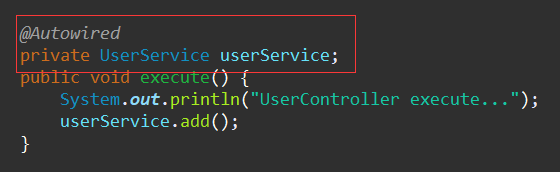 @Autowired
private UserService userService;
public void execute() {
    System.out.println("UserController execute...");
    userService.add();
}